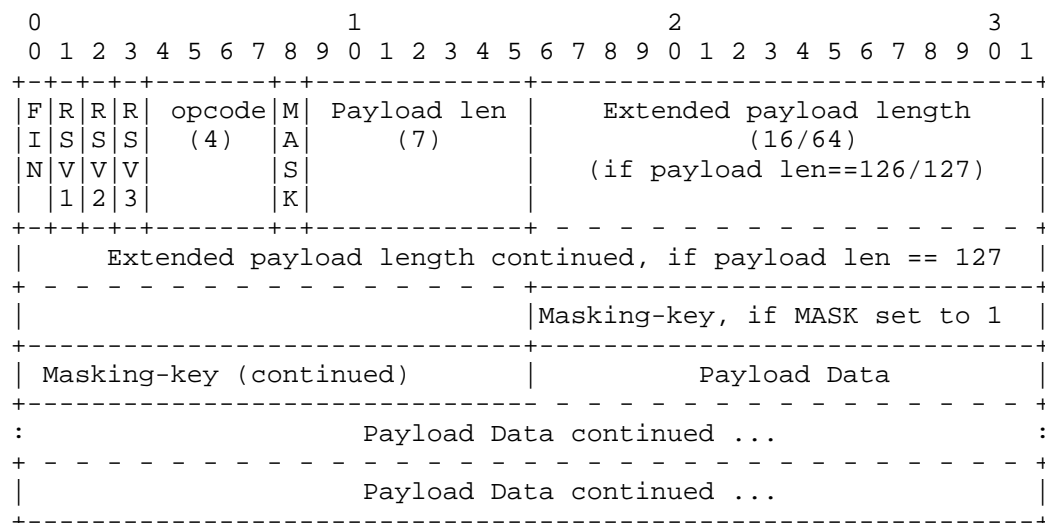 0                   1                   2                   3
 0 1 2 3 4 5 6 7 8 9 0 1 2 3 4 5 6 7 8 9 0 1 2 3 4 5 6 7 8 9 0 1
+-+-+-+-+-------+-+-------------+-------------------------------+
|F|R|R|R| opcode|M| Payload len |    Extended payload length    |
|I|S|S|S|  (4)  |A|     (7)     |             (16/64)           |
|N|V|V|V|       |S|             |   (if payload len==126/127)   |
| |1|2|3|       |K|             |                               |
+-+-+-+-+-------+-+-------------+ - - - - - - - - - - - - - - - +
|     Extended payload length continued, if payload len == 127  |
+ - - - - - - - - - - - - - - - +-------------------------------+
|                               |Masking-key, if MASK set to 1  |
+-------------------------------+-------------------------------+
| Masking-key (continued)       |          Payload Data         |
+-------------------------------- - - - - - - - - - - - - - - - +
:                     Payload Data continued ...                :
+ - - - - - - - - - - - - - - - - - - - - - - - - - - - - - - - +
|                     Payload Data continued ...                |
+---------------------------------------------------------------+